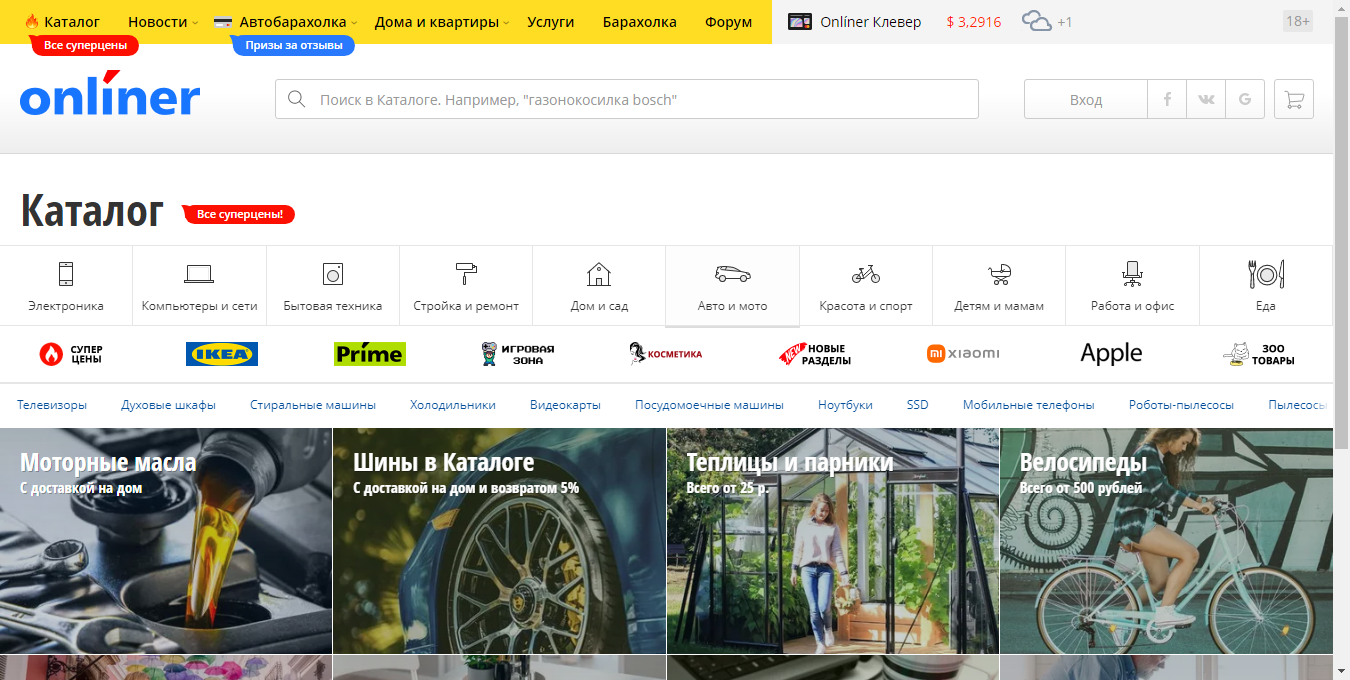 Каталог
Новости
Автобарахолка
Дома и квартиры
Услуги
Барахолка
Форум
Onlíner Клевер
$ 3,2916
+1
18+
Все суперцены
Призы за отзывы
onlíner
Поиск в Каталоге. Например, "газонокосилка bosch"
Вход
Каталог
Все суперцены!
Электроника
Компьютеры и сети
Бытовая техника
Стройка и ремонт
Дом и сад
Авто и мото
Красота и спорт
Детям и мамам
Работа и офис
Еда
СУПЕР
ЦЕНЫ
IKEA
Príme
ИГРОВАЯ
ЗОНА
КОСМЕТИКА
NEW
НОВЫЕ
РАЗДЕЛЫ
mi xiaomi
Apple
ЗОО
ТОВАРЫ
Телевизоры
Духовые шкафы
Стиральные машины
Холодильники
Видеокарты
Посудомоечные машины
Ноутбуки
SSD
Мобильные телефоны
Роботы-пылесосы
Пылесосы
Моторные масла
С доставкой на дом
Шины в Каталоге
С доставкой на дом и возвратом 5%
Теплицы и парники
Всего от 25 р.
Велосипеды
Всего от 500 рублей